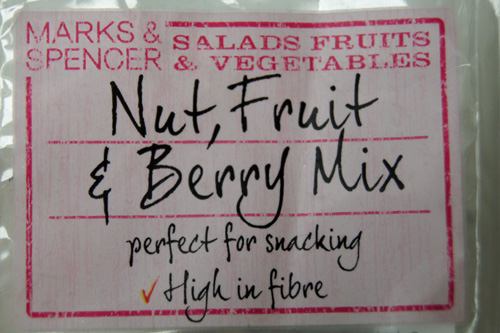 MARKS & SPENCER
SALADS FRUITS & VEGETABLES
Nut, Fruit
& Berry Mix
perfect for snacking
✓ High in fibre